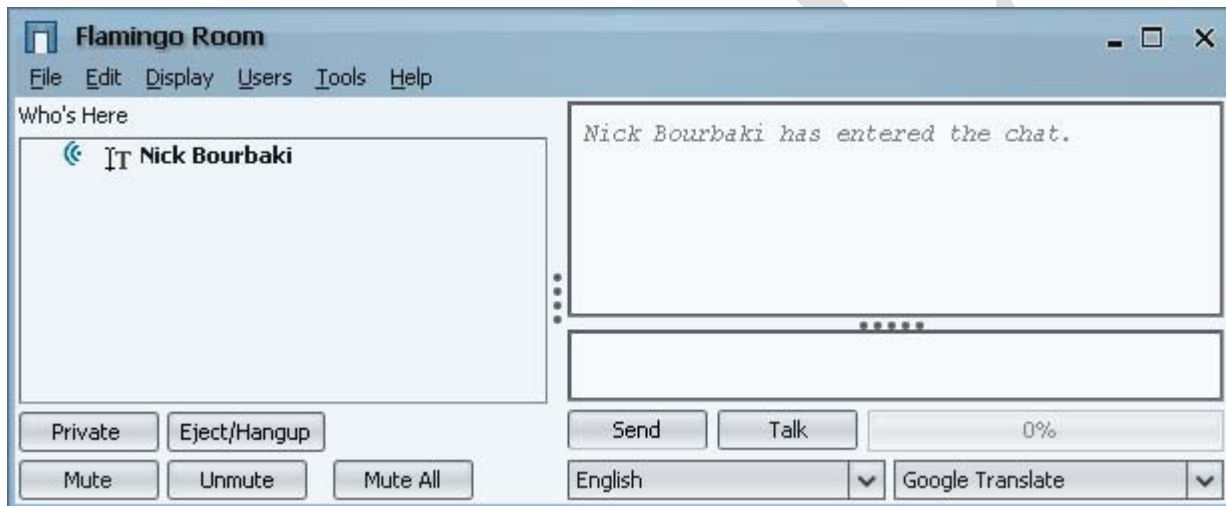 Flamingo Room
File Edit Display Users Tools Help
Who's Here
Nick Bourbaki
Nick Bourbaki has entered the chat.
Private Eject/Hangup
Mute Unmute Mute All
Send Talk 0%
English Google Translate